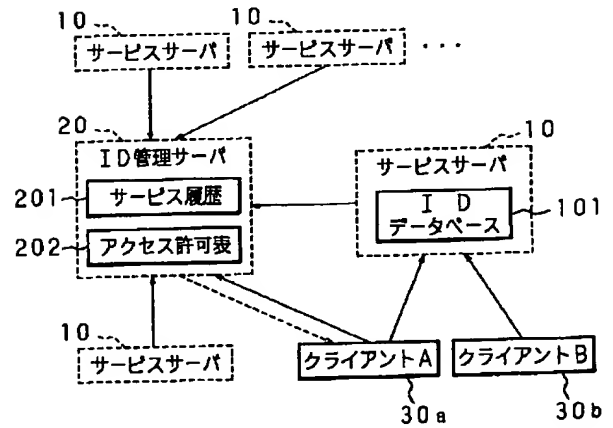 10
サービスサーバ
10
サービスサーバ
・・・
20
ID管理サーバ
201
サービス履歴
202
アクセス許可表
10
サービスサーバ
ID
データベース
101
10
サービスサーバ
クライアントA
30a
クライアントB
30b